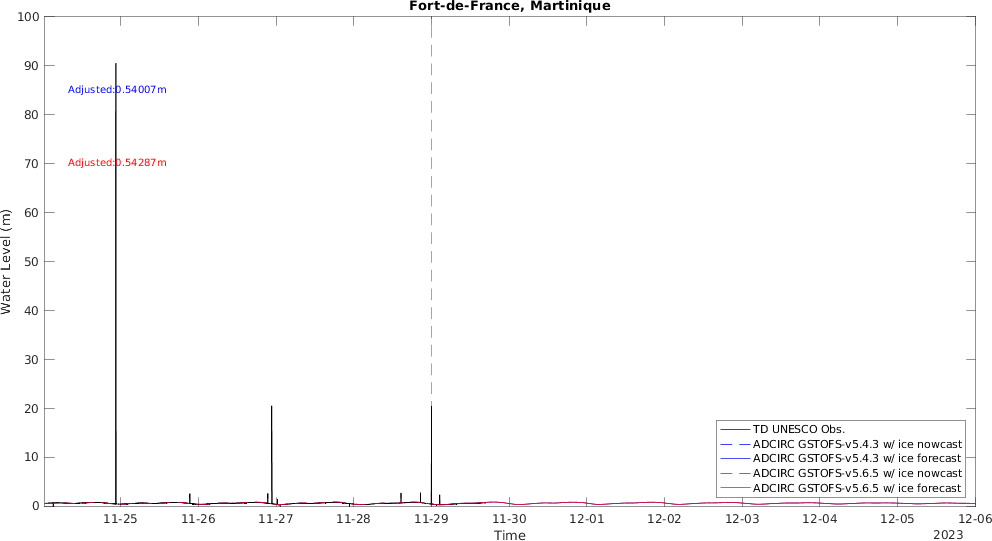 Fort-de-France, Martinique
100
90
80
70
60
50
40
30
20
10
0
Water Level (m)
Adjusted:0.54007m
Adjusted:0.54287m
TD UNESCO Obs.
ADCIRC GSTOFS-v5.4.3 w/ ice nowcast
ADCIRC GSTOFS-v5.4.3 w/ ice forecast
ADCIRC GSTOFS-v5.6.5 w/ ice nowcast
ADCIRC GSTOFS-v5.6.5 w/ ice forecast
11-25 11-26 11-27 11-28 11-29 11-30 12-01 12-02 12-03 12-04 12-05 12-06
Time
2023